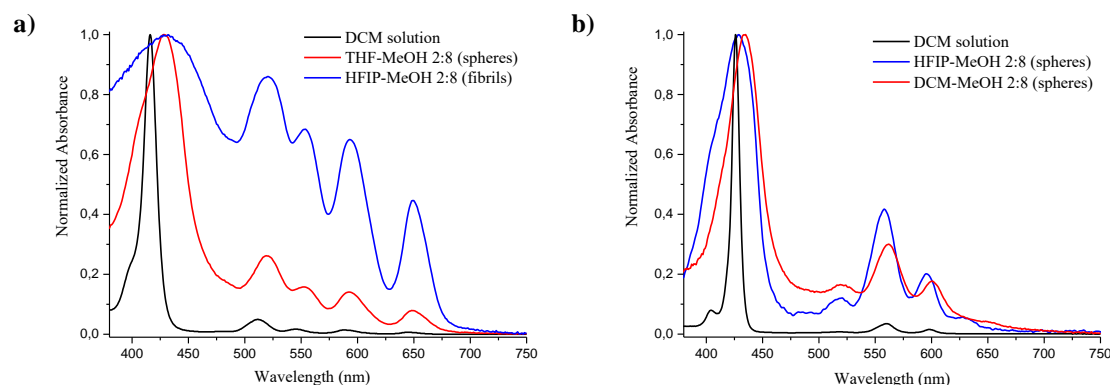 a)
DCM solution
THF-MeOH 2:8 (spheres)
HFIP-MeOH 2:8 (fibrils)
Normalized Absorbance
1,0
0,8
0,6
0,4
0,2
0,0
400 450 500 550 600 650 700 750
Wavelength (nm)
b)
DCM solution
HFIP-MeOH 2:8 (spheres)
DCM-MeOH 2:8 (spheres)
Normalized Absorbance
1,0
0,8
0,6
0,4
0,2
0,0
400 450 500 550 600 650 700 750
Wavelength (nm)